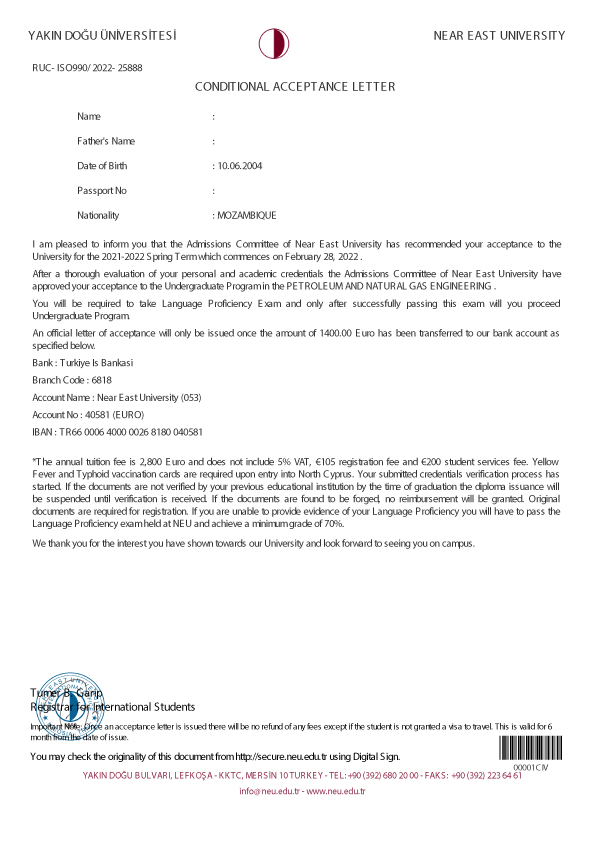 YAKIN DOĞU ÜNİVERSİTESİ
NEAR EAST UNIVERSITY
RUC- ISO990/ 2022- 25888
CONDITIONAL ACCEPTANCE LETTER
Name :
Father's Name :
Date of Birth : 10.06.2004
Passport No :
Nationality : MOZAMBIQUE
I am pleased to inform you that the Admissions Committee of Near East University has recommended your acceptance to the
University for the 2021-2022 Spring Term which commences on February 28, 2022 .
After a thorough evaluation of your personal and academic credentials the Admissions Committee of Near East University have
approved your acceptance to the Undergraduate Program in the PETROLEUM AND NATURAL GAS ENGINEERING .
You will be required to take Language Proficiency Exam and only after successfully passing this exam will you proceed
Undergraduate Program.
An official letter of acceptance will only be issued once the amount of 1400.00 Euro has been transferred to our bank account as
specified below.
Bank : Turkiye Is Bankasi
Branch Code : 6818
Account Name : Near East University (053)
Account No : 40581 (EURO)
IBAN : TR66 0006 4000 0026 8180 040581
*The annual tuition fee is 2,800 Euro and does not include 5% VAT, €105 registration fee and €200 student services fee. Yellow
Fever and Typhoid vaccination cards are required upon entry into North Cyprus. Your submitted credentials verification process has
started. If the documents are not verified by your previous educational institution by the time of graduation the diploma issuance will
be suspended until verification is received. If the documents are found to be forged, no reimbursement will be granted. Original
documents are required for registration. If you are unable to provide evidence of your Language Proficiency you will have to pass the
Language Proficiency exam held at NEU and achieve a minimum grade of 70%.
We thank you for the interest you have shown towards our University and look forward to seeing you on campus.
Tumer B. Garip
Registrar for International Students
Important Note: Once an acceptance letter is issued there will be no refund of any fees except if the student is not granted a visa to travel. This is valid for 6
month from the date of issue.
You may check the originality of this document from http://secure.neu.edu.tr using Digital Sign.
00001CIV
YAKIN DOĞU BULVARI, LEFKOŞA - KKTC, MERSİN 10 TURKEY - TEL: +90 (392) 680 20 00 - FAKS: +90 (392) 223 64 61
info@neu.edu.tr - www.neu.edu.tr